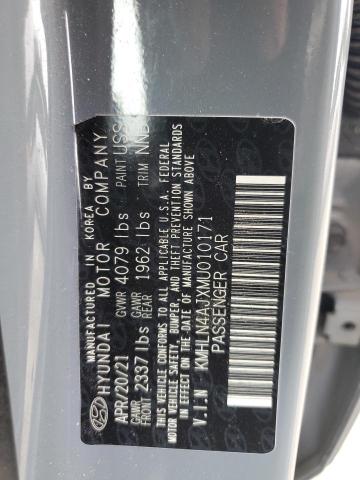 MANUFACTURED IN KOREA BY
HYUNDAI MOTOR COMPANY
APR/20/21 GVWR 4079 lbs PAINT USS
GAWR FRONT 2337 lbs GAWR REAR 1962 lbs TRIM NNB
THIS VEHICLE CONFORMS TO ALL APPLICABLE U.S.A. FEDERAL
MOTOR VEHICLE SAFETY, BUMPER, AND THEFT PREVENTION STANDARDS
IN EFFECT ON THE DATE OF MANUFACTURE SHOWN ABOVE.
V.I.N KMHLN4AJXMU010171
PASSENGER CAR